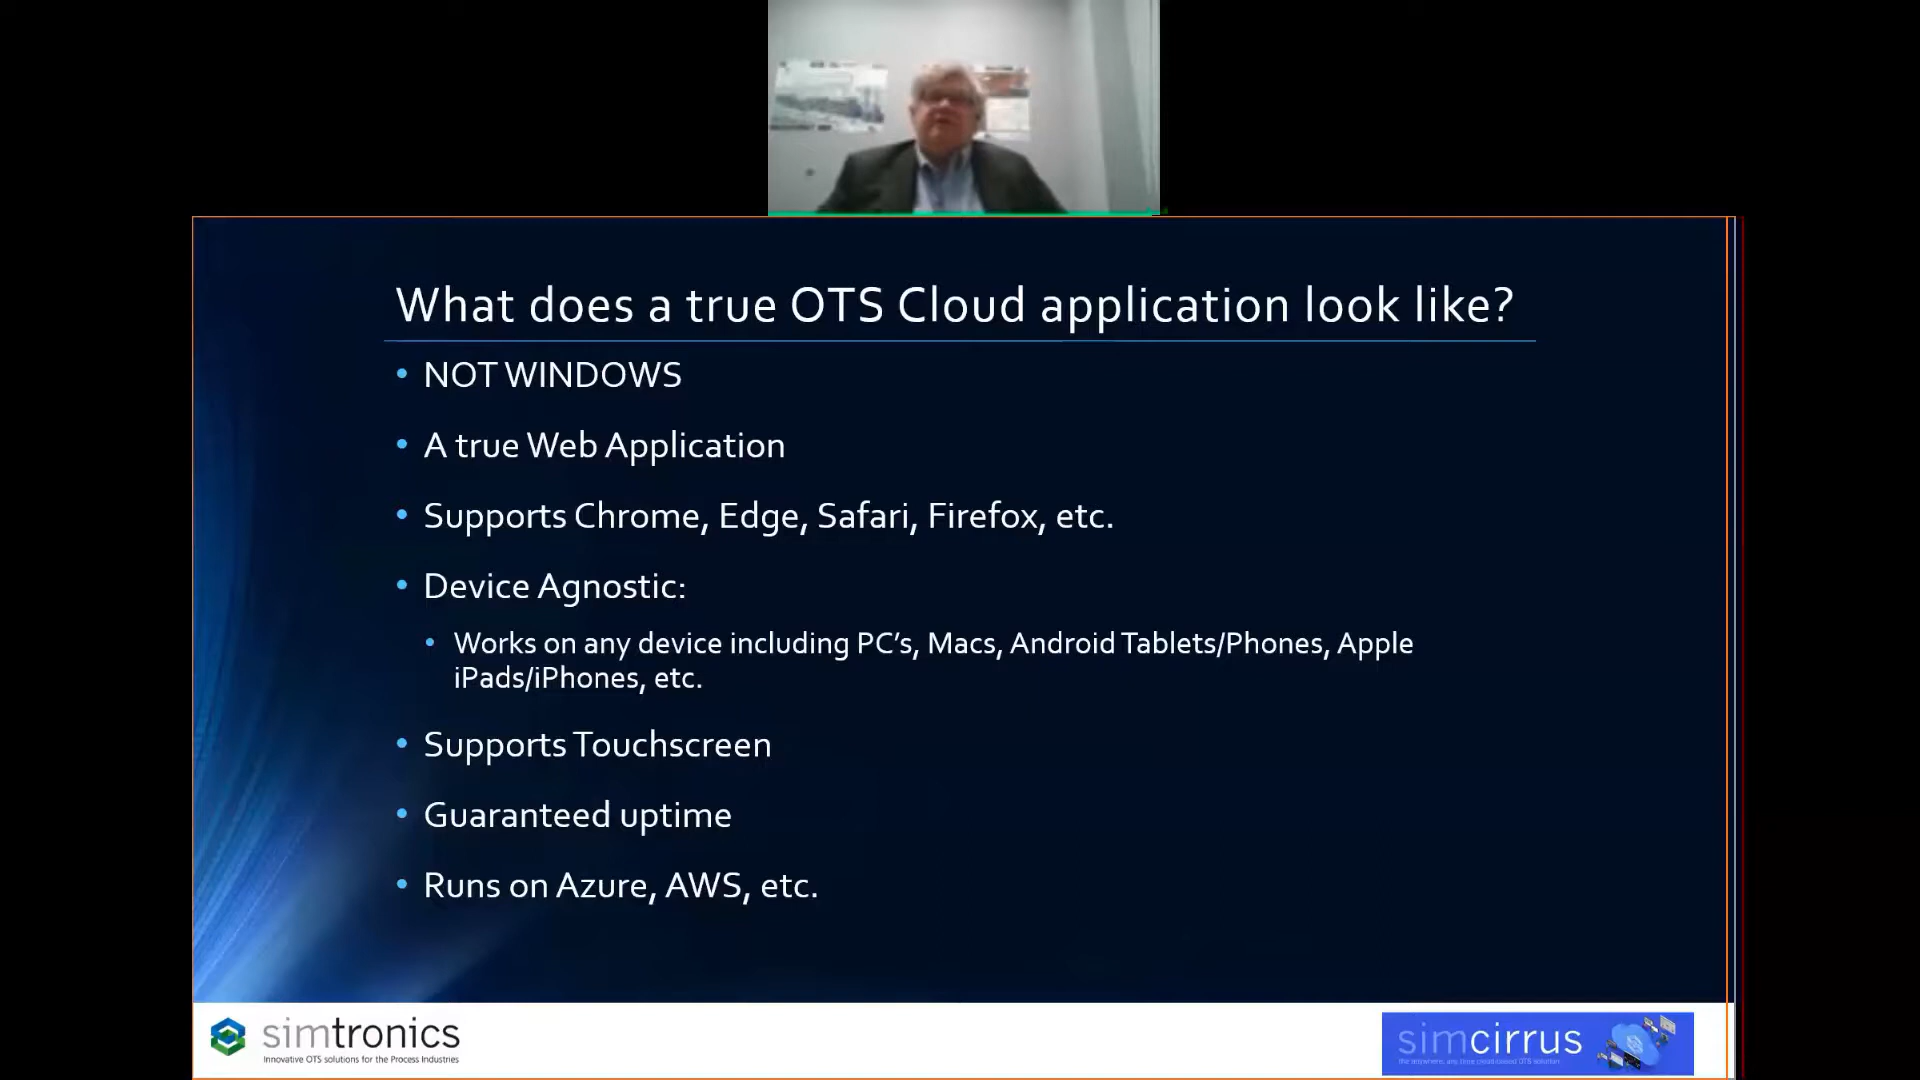 What does a true OTS Cloud application look like?
• NOT WINDOWS
• A true Web Application
• Supports Chrome, Edge, Safari, Firefox, etc.
• Device Agnostic:
• Works on any device including PC’s, Macs, Android Tablets/Phones, Apple
iPads/iPhones, etc.
• Supports Touchscreen
• Guaranteed uptime
• Runs on Azure, AWS, etc.
simtronics
Innovative OTS solutions for the Process Industries
simcirrus